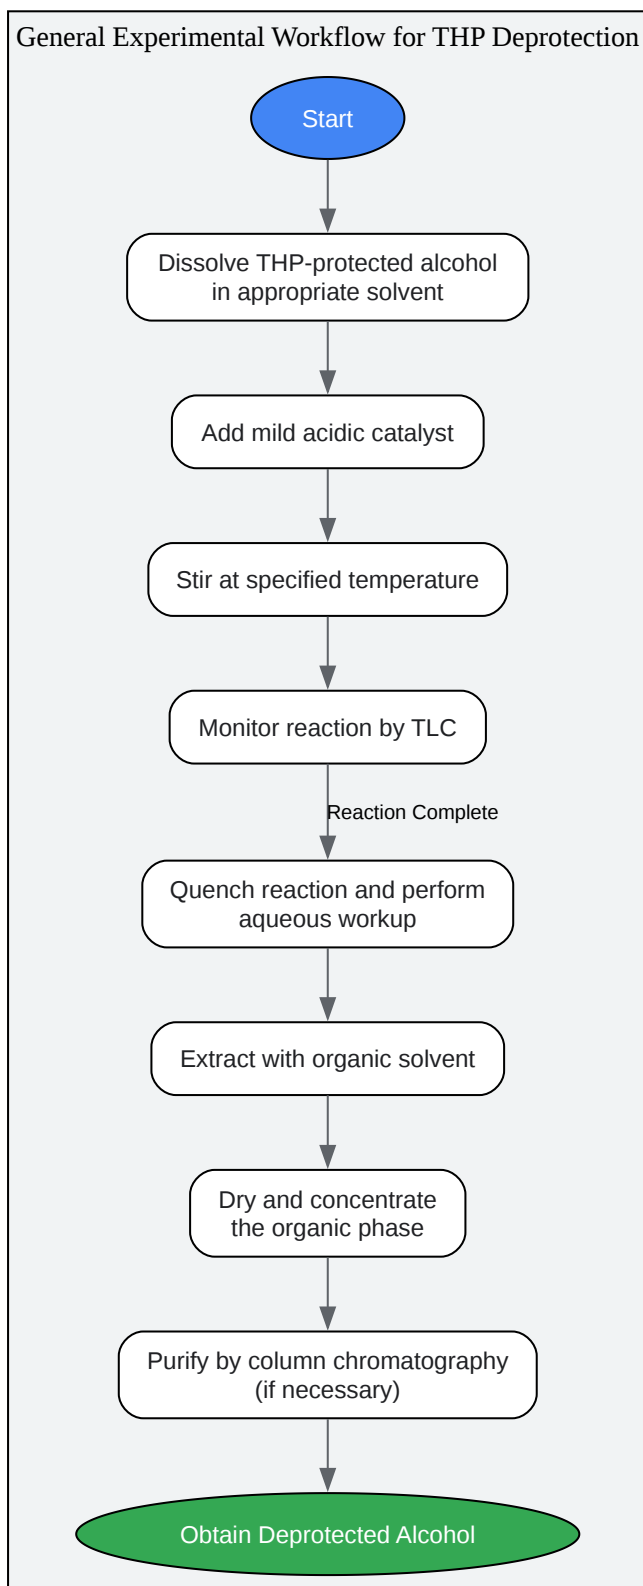 General Experimental Workflow for THP Deprotection
Start
Dissolve THP-protected alcohol
in appropriate solvent
Add mild acidic catalyst
Stir at specified temperature
Monitor reaction by TLC
Reaction Complete
Quench reaction and perform
aqueous workup
Extract with organic solvent
Dry and concentrate
the organic phase
Purify by column chromatography
(if necessary)
Obtain Deprotected Alcohol